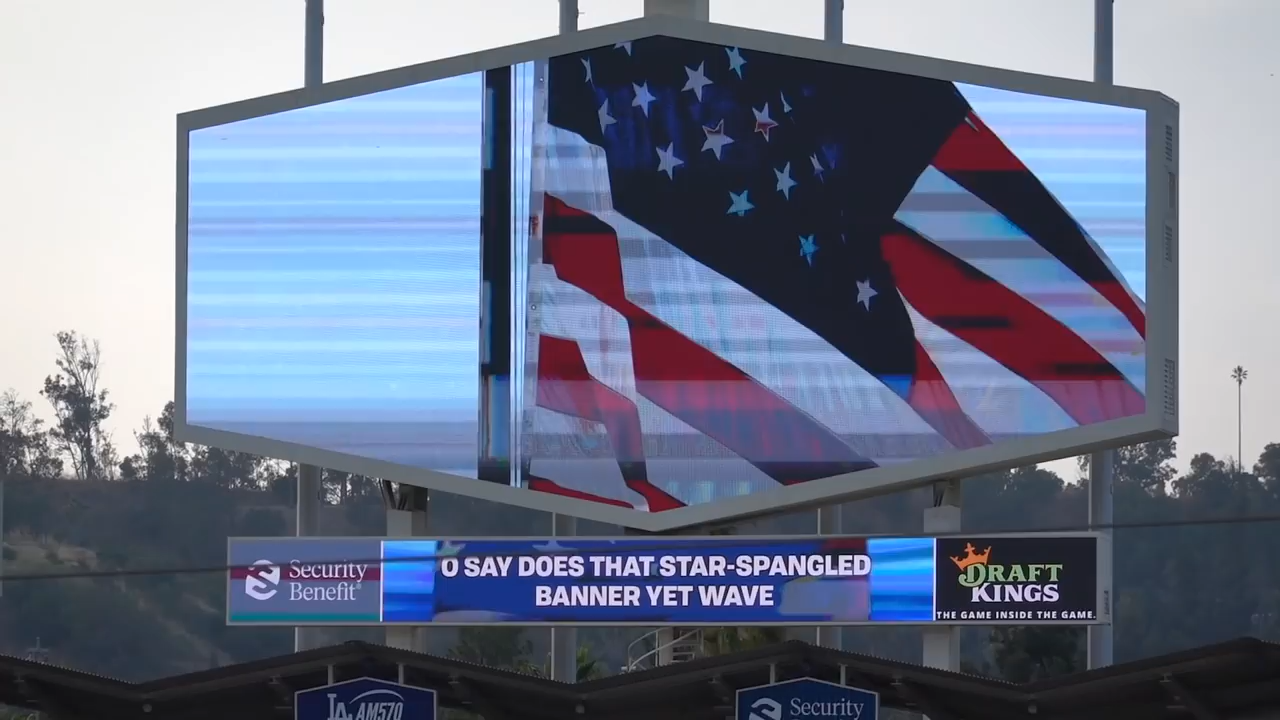 Security
Benefit
O SAY DOES THAT STAR-SPANGLED
BANNER YET WAVE
DRAFT
KINGS
THE GAME INSIDE THE GAME.
LA AM570
Security